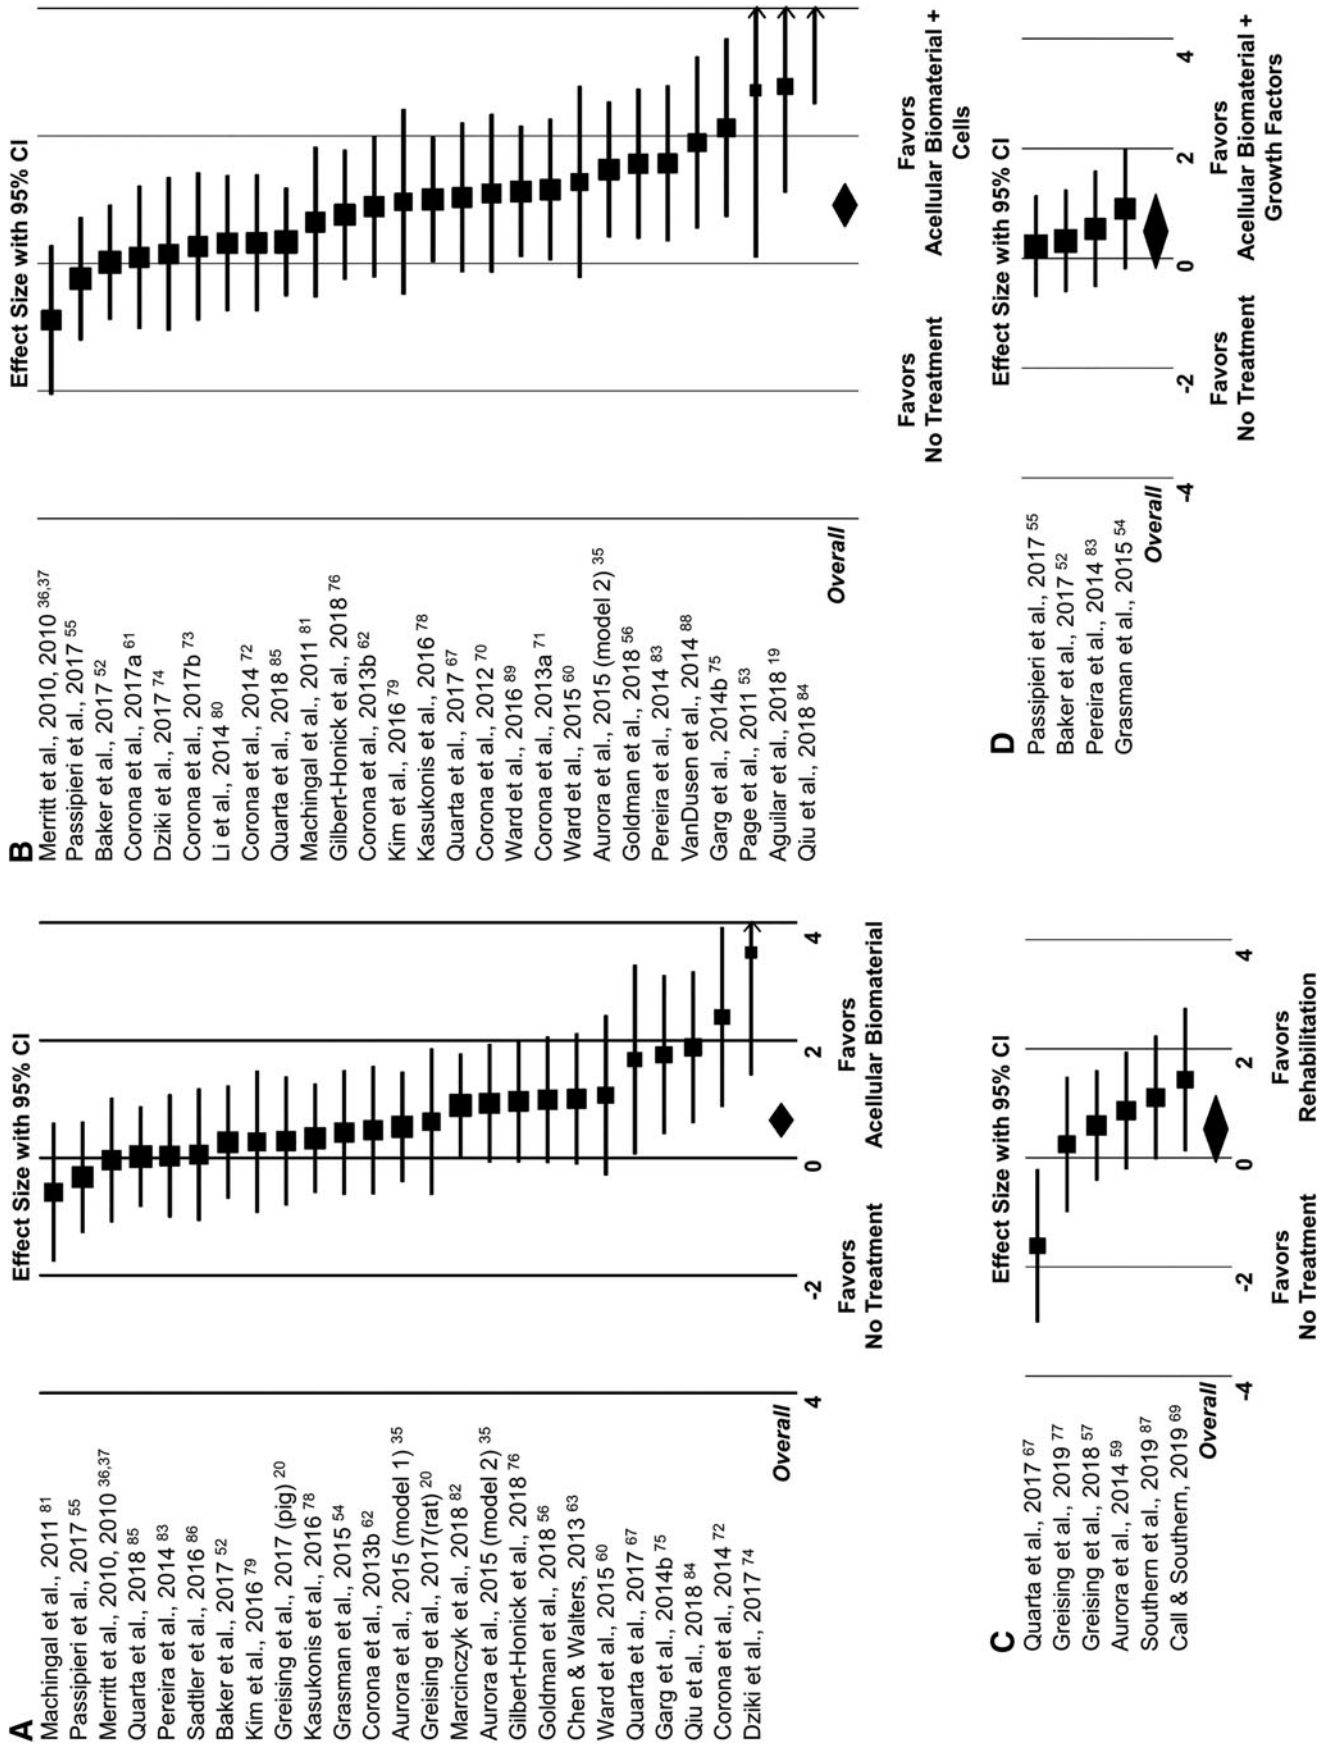 A
Effect Size with 95% CI
Machingal et al., 2011 81
Passipieri et al., 2017 55
Merritt et al., 2010, 2010 36,37
Quarta et al., 2018 85
Pereira et al., 2014 83
Sadtler et al., 2016 86
Baker et al., 2017 52
Kim et al., 2016 79
Greising et al., 2017 (pig) 20
Kasukonis et al., 2016 78
Grasman et al., 2015 54
Corona et al., 2013b 62
Aurora et al., 2015 (model 1) 35
Greising et al., 2017(rat) 20
Marcinczyk et al., 2018 82
Aurora et al., 2015 (model 2) 35
Gilbert-Honick et al., 2018 76
Goldman et al., 2018 56
Chen & Walters, 2013 63
Ward et al., 2015 60
Quarta et al., 2017 67
Garg et al., 2014b 75
Qiu et al., 2018 84
Corona et al., 2014 72
Dziki et al., 2017 74
Overall
4 -2 0 2 4
Favors
No Treatment
Favors
Acellular Biomaterial
B
Effect Size with 95% CI
Merritt et al., 2010, 2010 36,37
Passipieri et al., 2017 55
Baker et al., 2017 52
Corona et al., 2017a 61
Dziki et al., 2017 74
Corona et al., 2017b 73
Li et al., 2014 80
Corona et al., 2014 72
Quarta et al., 2018 85
Machingal et al., 2011 81
Gilbert-Honick et al., 2018 76
Corona et al., 2013b 62
Kim et al., 2016 79
Kasukonis et al., 2016 78
Quarta et al., 2017 67
Corona et al., 2012 70
Ward et al., 2016 89
Corona et al., 2013a 71
Ward et al., 2015 60
Aurora et al., 2015 (model 2) 35
Goldman et al., 2018 56
Pereira et al., 2014 83
VanDusen et al., 2014 88
Garg et al., 2014b 75
Page et al., 2011 53
Aguilar et al., 2018 19
Qiu et al., 2018 84
Overall
Favors
No Treatment
Favors
Acellular Biomaterial +
Cells
C
Effect Size with 95% CI
Quarta et al., 2017 67
Greising et al., 2019 77
Greising et al., 2018 57
Aurora et al., 2014 59
Southern et al., 2019 87
Call & Southern, 2019 69
Overall
-4 -2 0 2 4
Favors
No Treatment
Favors
Rehabilitation
D
Effect Size with 95% CI
Passipieri et al., 2017 55
Baker et al., 2017 52
Pereira et al., 2014 83
Grasman et al., 2015 54
Overall
-4 -2 0 2 4
Favors
No Treatment
Favors
Acellular Biomaterial +
Growth Factors